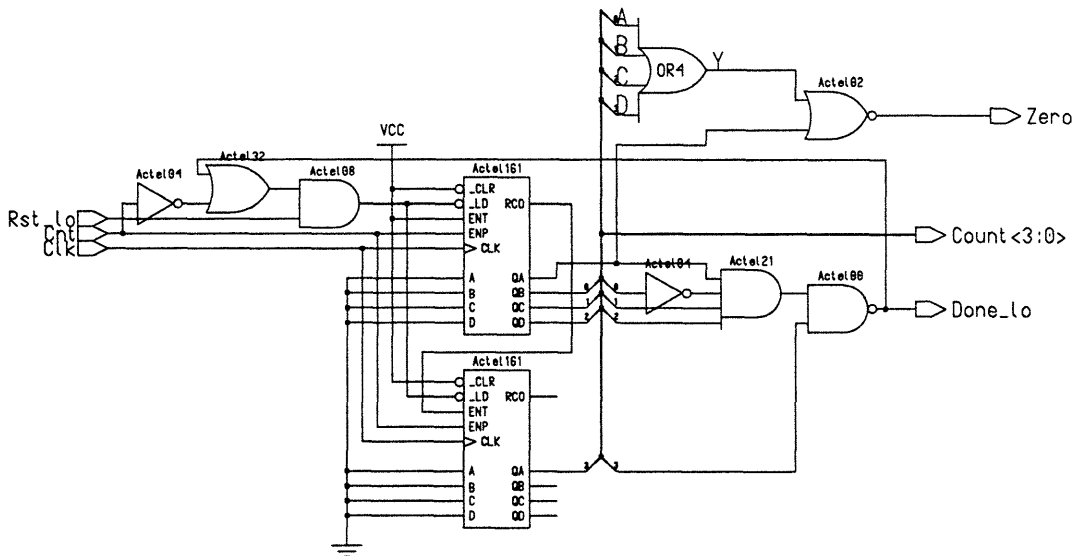 A
B
C
D
OR4
Y
Actel02
Zero
VCC
Actel04
Actel32
Actel08
Actel161
_CLR
_LD
ENT
ENP
CLK
RCO
A
B
C
D
QA
QB
QC
QD
Rst_lo
Cnt
Clk
Count<3:0>
0
1
2
0
1
2
Actel04
Actel21
Actel00
Done_lo
Actel161
_CLR
_LD
ENT
ENP
CLK
RCO
A
B
C
D
QA
QB
QC
QD
3
3